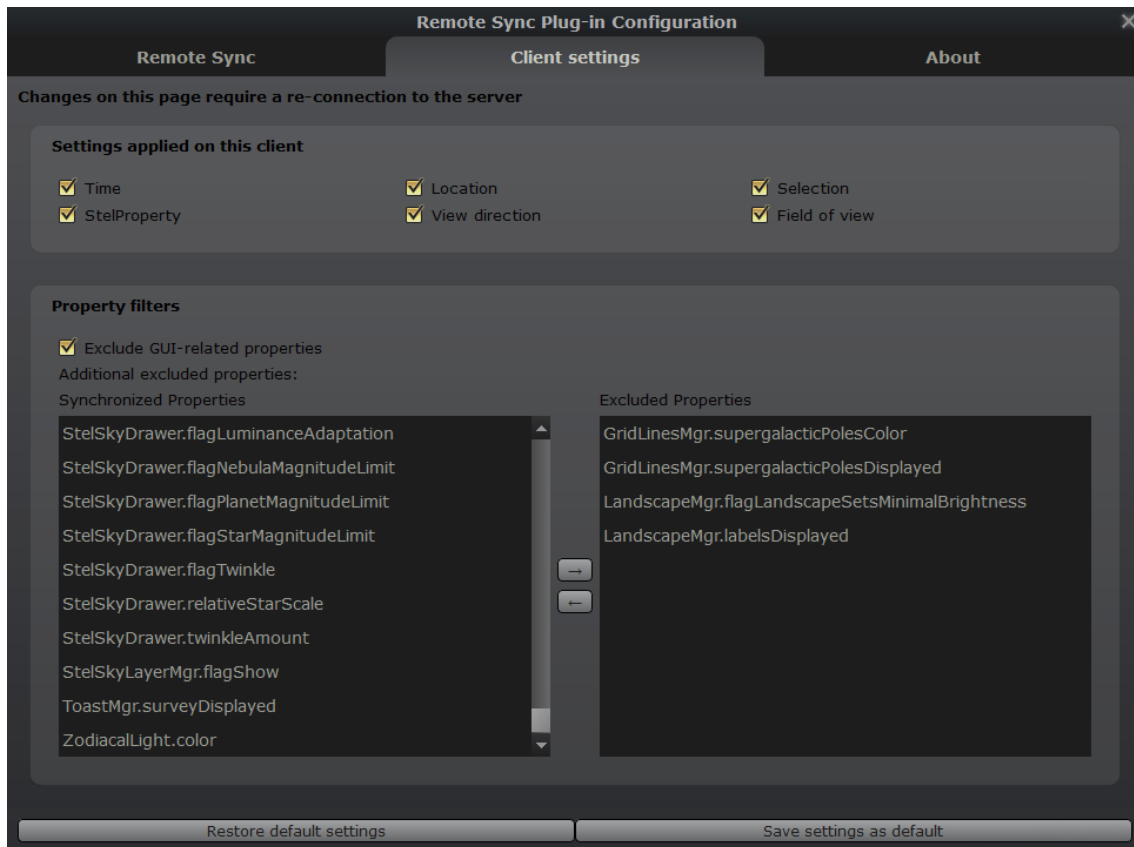 Remote Sync Plug-in Configuration
Remote Sync
Client settings
About
Changes on this page require a re-connection to the server
Settings applied on this client
Time
Location
Selection
StelProperty
View direction
Field of view
Property filters
Exclude GUI-related properties
Additional excluded properties:
Synchronized Properties
StelSkyDrawer.flagLuminanceAdaptation
StelSkyDrawer.flagNebulaMagnitudeLimit
StelSkyDrawer.flagPlanetMagnitudeLimit
StelSkyDrawer.flagStarMagnitudeLimit
StelSkyDrawer.flagTwinkle
StelSkyDrawer.relativeStarScale
StelSkyDrawer.twinkleAmount
StelSkyLayerMgr.flagShow
ToastMgr.surveyDisplayed
ZodiacalLight.color
→
←
Excluded Properties
GridLinesMgr.supergalacticPolesColor
GridLinesMgr.supergalacticPolesDisplayed
LandscapeMgr.flagLandscapeSetsMinimalBrightness
LandscapeMgr.labelsDisplayed
Restore default settings
Save settings as default